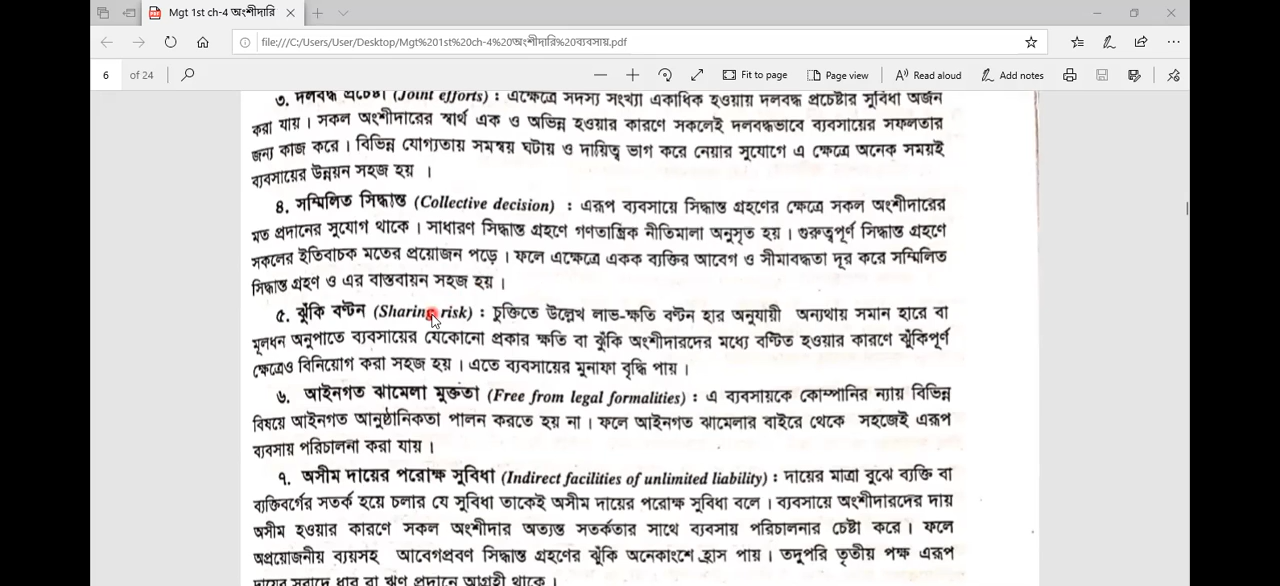 Mgt 1st ch-4 অংশীদারি
file:///C:/Users/User/Desktop/Mgt%201st%20ch-4%20অংশীদারি%20ব্যবসায়.pdf
6 of 24 Fit to page Page view Read aloud Add notes
৩. দলবদ্ধ প্রচেষ্টা (Joint efforts) : এক্ষেত্রে সদস্য সংখ্যা একাধিক হওয়ায় দলবদ্ধ প্রচেষ্টার সুবিধা অর্জন
করা যায়। সকল অংশীদারের স্বার্থ এক ও অভিন্ন হওয়ার কারণে সকলেই দলবদ্ধভাবে ব্যবসায়ের সফলতার
জন্য কাজ করে। বিভিন্ন যোগ্যতায় সমন্বয় ঘটায় ও দায়িত্ব ভাগ করে নেয়ার সুযোগে এ ক্ষেত্রে অনেক সময়ই
ব্যবসায়ের উন্নয়ন সহজ হয় ।
৪. সম্মিলিত সিদ্ধান্ত (Collective decision) : এরূপ ব্যবসায়ে সিদ্ধান্ত গ্রহণের ক্ষেত্রে সকল অংশীদারের
মত প্রদানের সুযোগ থাকে। সাধারণ সিদ্ধান্ত গ্রহণে গণতান্ত্রিক নীতিমালা অনুসৃত হয়। গুরুত্বপূর্ণ সিদ্ধান্ত গ্রহণে
সকলের ইতিবাচক মতের প্রয়োজন পড়ে। ফলে এক্ষেত্রে একক ব্যক্তির আবেগ ও সীমাবদ্ধতা দূর করে সম্মিলিত
সিদ্ধান্ত গ্রহণ ও এর বাস্তবায়ন সহজ হয়।
৫. ঝুঁকি বণ্টন (Sharing risk) : চুক্তিতে উল্লেখ লাভ-ক্ষতি বণ্টন হার অনুযায়ী অন্যথায় সমান হারে বা
মূলধন অনুপাতে ব্যবসায়ের যেকোনো প্রকার ক্ষতি বা ঝুঁকি অংশীদারদের মধ্যে বণ্টিত হওয়ার কারণে ঝুঁকিপূর্ণ
ক্ষেত্রেও বিনিয়োগ করা সহজ হয়। এতে ব্যবসায়ের মুনাফা বৃদ্ধি পায়।
৬. আইনগত ঝামেলা মুক্ততা (Free from legal formalities) : এ ব্যবসায়কে কোম্পানির ন্যায় বিভিন্ন
বিষয়ে আইনগত আনুষ্ঠানিকতা পালন করতে হয় না। ফলে আইনগত ঝামেলার বাইরে থেকে সহজেই এরূপ
ব্যবসায় পরিচালনা করা যায়।
৭. অসীম দায়ের পরোক্ষ সুবিধা (Indirect facilities of unlimited liability) : দায়ের মাত্রা বুঝে ব্যক্তি বা
ব্যক্তিবর্গের সতর্ক হয়ে চলার যে সুবিধা তাকেই অসীম দায়ের পরোক্ষ সুবিধা বলে। ব্যবসায়ে অংশীদারদের দায়
অসীম হওয়ার কারণে সকল অংশীদার অত্যন্ত সতর্কতার সাথে ব্যবসায় পরিচালনার চেষ্টা করে। ফলে
অপ্রয়োজনীয় ব্যয়সহ আবেগপ্রবণ সিদ্ধান্ত গ্রহণের ঝুঁকি অনেকাংশে হ্রাস পায়। তদুপরি তৃতীয় পক্ষ এরূপ
দায়ের সুবাদে ধার বা ঋণ প্রদানে আগ্রহী থাকে।